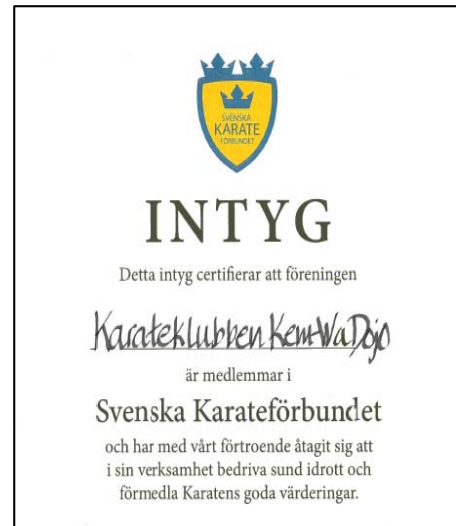 SVENSKA
KARATE
FÖRBUNDET
INTYG
Detta intyg certifierar att föreningen
Karateklubben Kem-Wa Dojo
är medlemmar i
Svenska Karateförbundet
och har med vårt förtroende åtagit sig att
i sin verksamhet bedriva sund idrott och
förmedla Karatens goda värderingar.